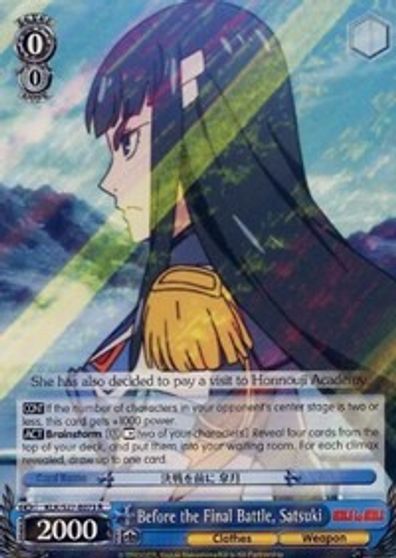 0
0
She has also decided to pay a visit to Honnouji Academy.
CONT If the number of characters in your opponent's center stage is two or
less, this card gets +1000 power.
ACT Brainstorm [(1) two of your characters] Reveal four cards from
the top of your deck, and put them into your waiting room. For each climax
revealed, draw up to one card.
Card Name 決戦を前に 皐月
2000 Before the Final Battle, Satsuki
Clothes Weapon